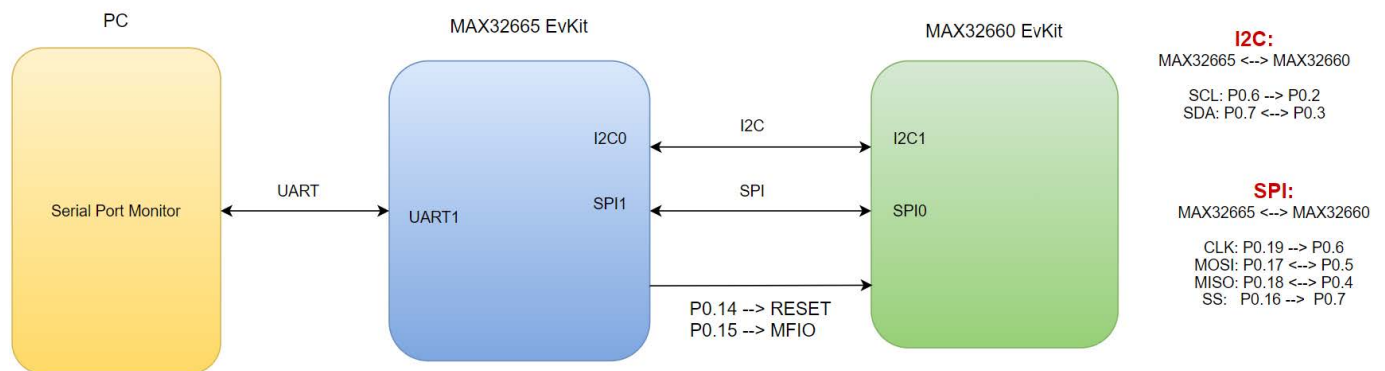 PC
MAX32665 EvKit
MAX32660 EvKit
I2C:
MAX32665 <--> MAX32660
SCL: P0.6 --> P0.2
SDA: P0.7 <--> P0.3
I2C0
I2C
I2C1
UART
SPI
SPI:
Serial Port Monitor
UART1
SPI1
SPI0
MAX32665 <--> MAX32660
CLK: P0.19 --> P0.6
MOSI: P0.17 <--> P0.5
MISO: P0.18 <--> P0.4
SS: P0.16 --> P0.7
P0.14 --> RESET
P0.15 --> MFIO